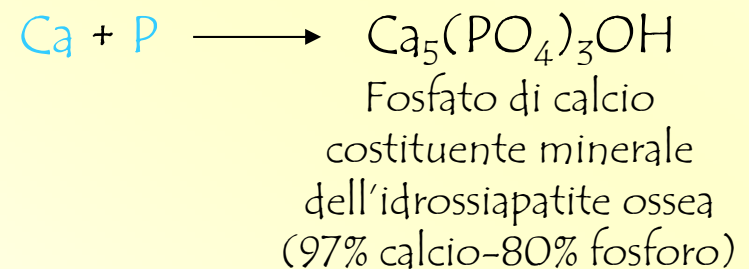 Ca + P ⟶ Ca₅(PO₄)₃OH
Fosfato di calcio
costituente minerale
dell'idrossiapatite ossea
(97% calcio-80% fosforo)